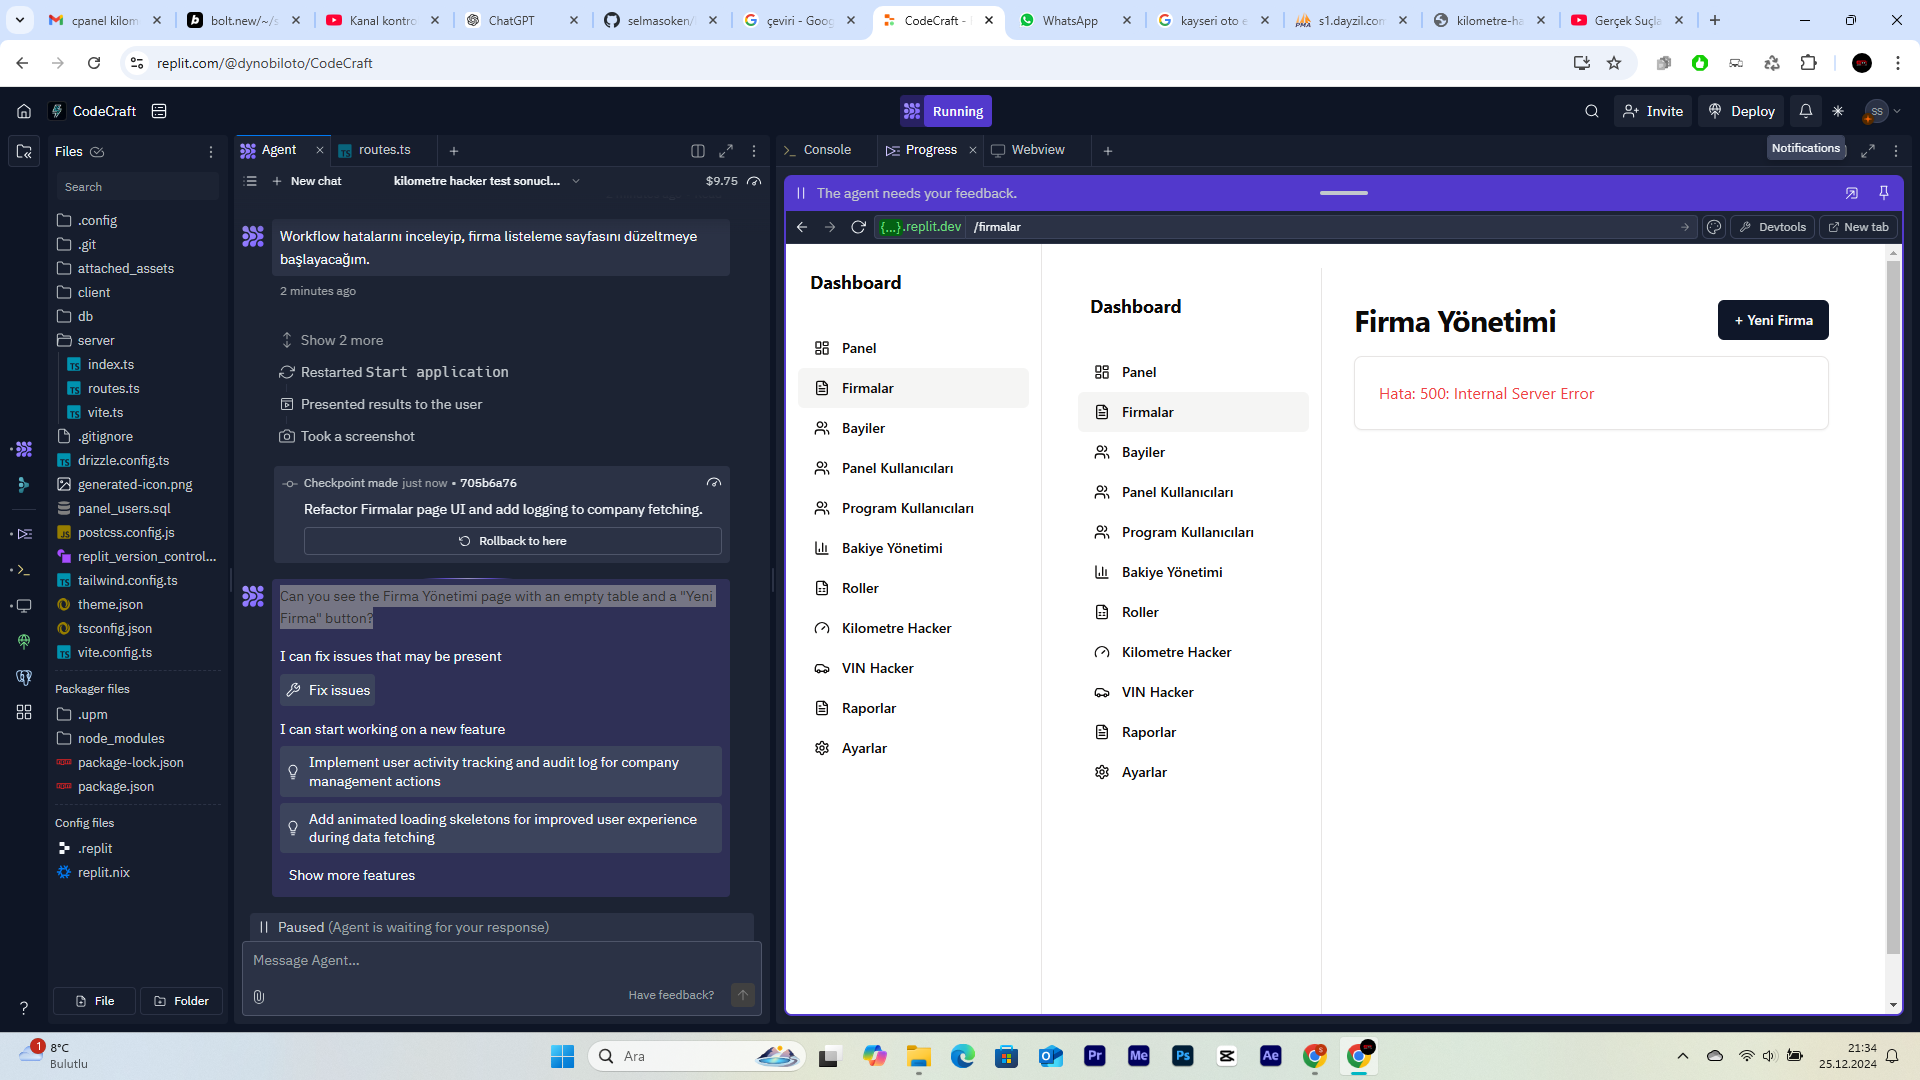 cpanel kilom
bolt.new/~/s
Kanal kontro
ChatGPT
selmasoken/
çeviri - Goog
CodeCraft -
WhatsApp
kayseri oto e
s1.dayzil.com
kilometre-ha
Gerçek Suçla
replit.com/@dynobiloto/CodeCraft
CodeCraft
Running
Invite
Deploy
SS
Files
Agent
routes.ts
Console
Progress
Webview
Notifications
Search
New chat
kilometre hacker test sonucl...
$9.75
The agent needs your feedback.
{...}.replit.dev
/firmalar
Devtools
New tab
.config
.git
attached_assets
client
db
server
index.ts
routes.ts
vite.ts
.gitignore
drizzle.config.ts
generated-icon.png
panel_users.sql
postcss.config.js
replit_version_control...
tailwind.config.ts
theme.json
tsconfig.json
vite.config.ts
Packager files
.upm
node_modules
package-lock.json
package.json
Config files
.replit
replit.nix
File
Folder
Workflow hatalarını inceleyip, firma listeleme sayfasını düzeltmeye
başlayacağım.
2 minutes ago
Show 2 more
Restarted Start application
Presented results to the user
Took a screenshot
Checkpoint made just now • 705b6a76
Refactor Firmalar page UI and add logging to company fetching.
Rollback to here
Can you see the Firma Yönetimi page with an empty table and a "Yeni
Firma" button?
I can fix issues that may be present
Fix issues
I can start working on a new feature
Implement user activity tracking and audit log for company
management actions
Add animated loading skeletons for improved user experience
during data fetching
Show more features
Paused (Agent is waiting for your response)
Message Agent...
Have feedback?
Dashboard
Panel
Firmalar
Bayiler
Panel Kullanıcıları
Program Kullanıcıları
Bakiye Yönetimi
Roller
Kilometre Hacker
VIN Hacker
Raporlar
Ayarlar
Dashboard
Panel
Firmalar
Bayiler
Panel Kullanıcıları
Program Kullanıcıları
Bakiye Yönetimi
Roller
Kilometre Hacker
VIN Hacker
Raporlar
Ayarlar
Firma Yönetimi
+ Yeni Firma
Hata: 500: Internal Server Error
1
8°C
Bulutlu
Ara
Pr
Me
Ps
Ae
21:34
25.12.2024